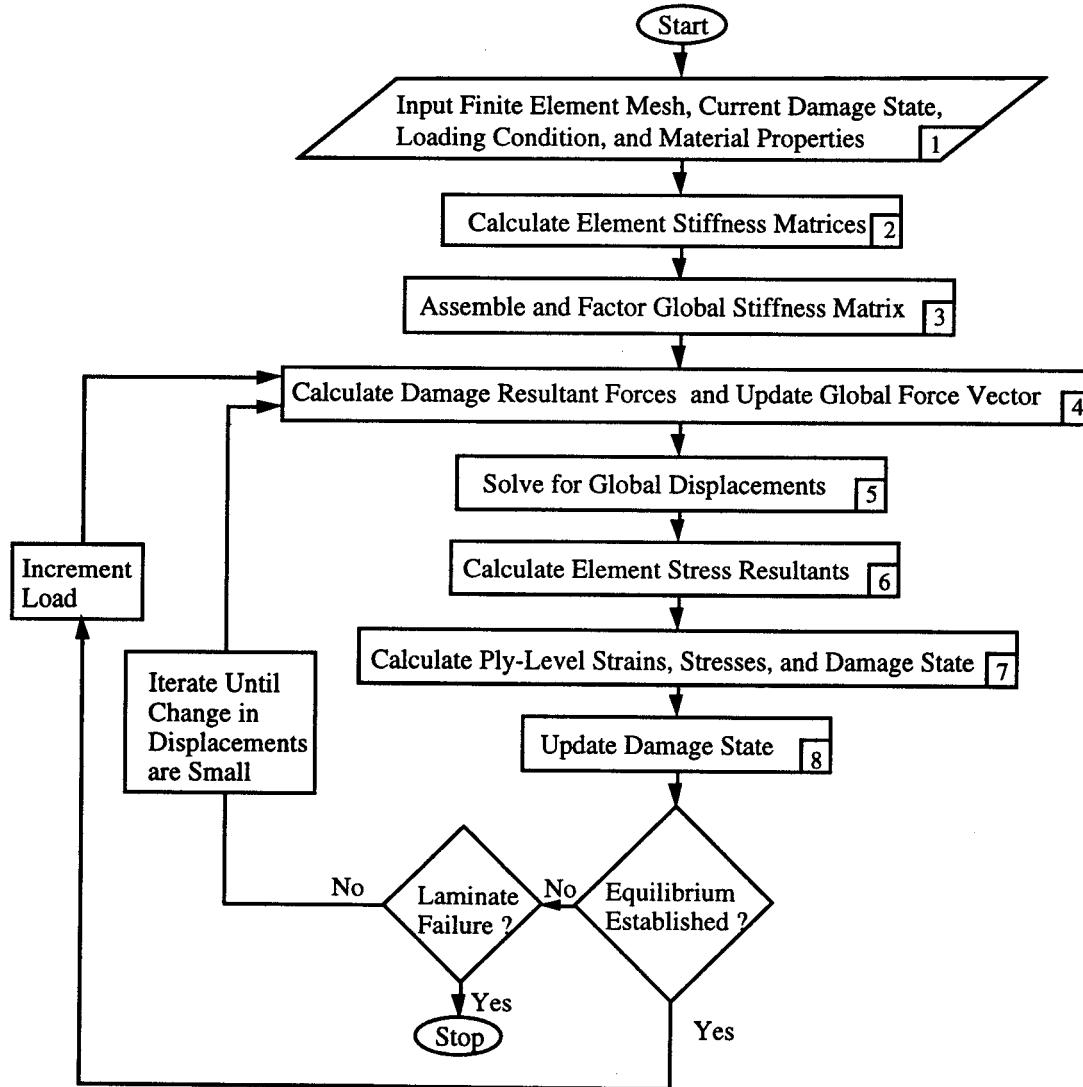 Start
Input Finite Element Mesh, Current Damage State,
Loading Condition, and Material Properties
1
Calculate Element Stiffness Matrices
2
Assemble and Factor Global Stiffness Matrix
3
Calculate Damage Resultant Forces and Update Global Force Vector
4
Solve for Global Displacements
5
Increment
Load
Calculate Element Stress Resultants
6
Calculate Ply-Level Strains, Stresses, and Damage State
7
Iterate Until
Change in
Displacements
are Small
Update Damage State
8
No
Laminate
Failure ?
No
Equilibrium
Established ?
Yes
Stop
Yes